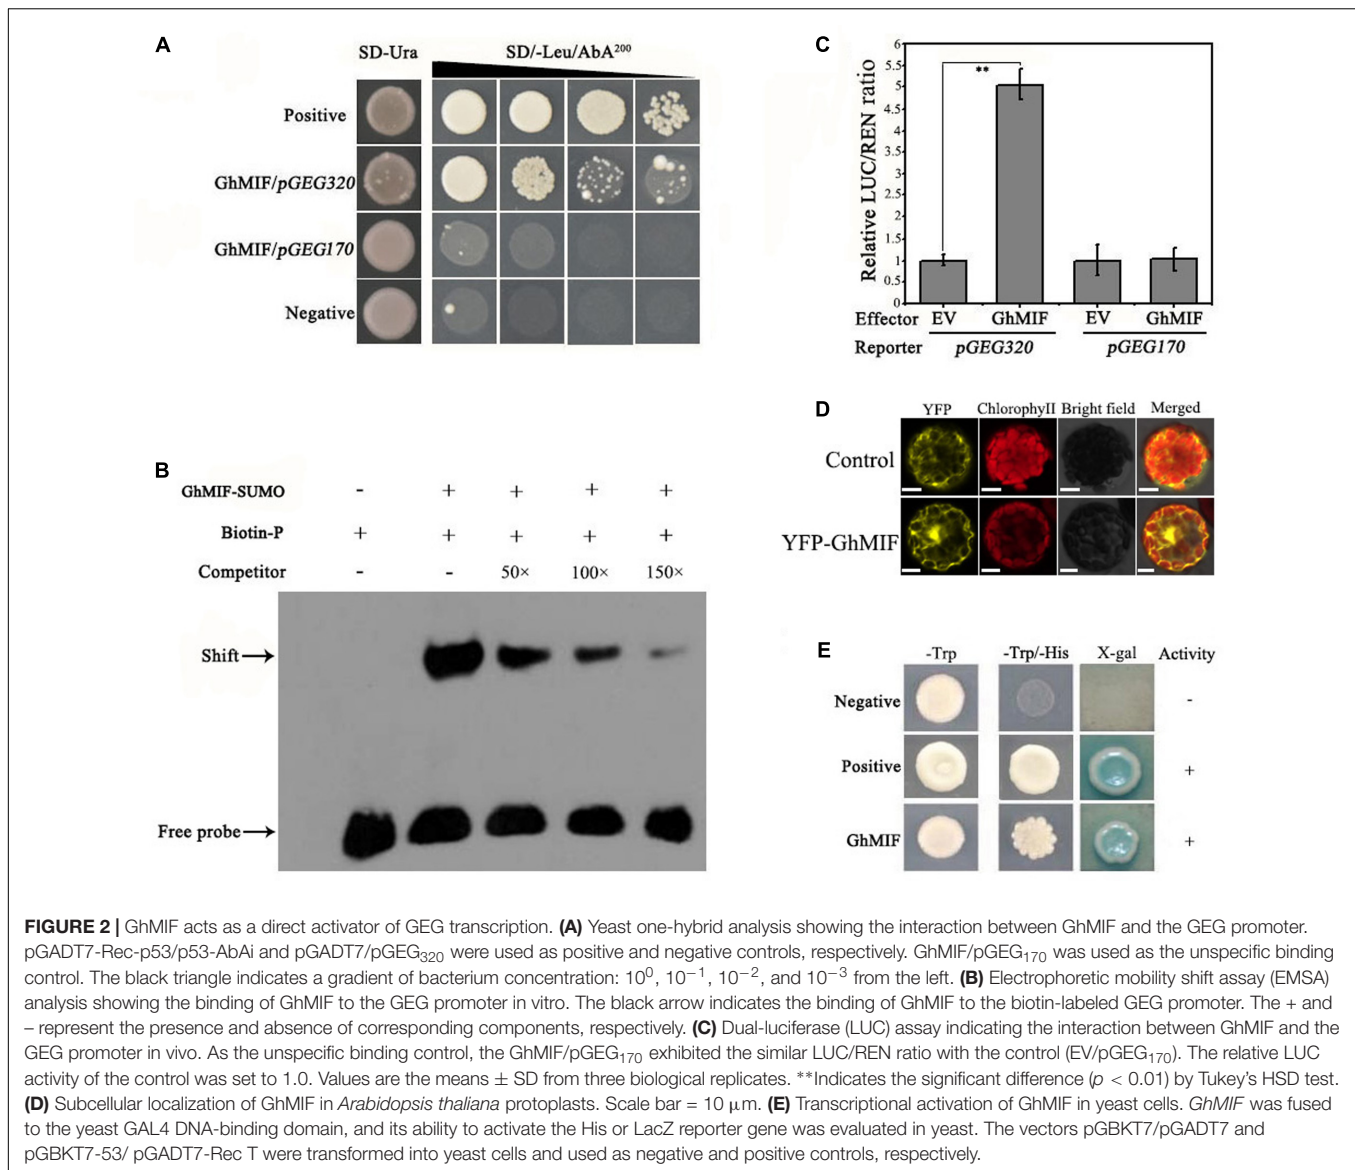 A
SD-Ura SD/-Leu/AbA²⁰⁰
Positive
GhMIF/pGEG320
GhMIF/pGEG170
Negative
B
GhMIF-SUMO - + + + +
Biotin-P + + + + +
Competitor - - 50× 100× 150×
Shift→
Free probe→
C
Relative LUC/REN ratio
6
5.5
5
4.5
4
3.5
3
2.5
2
1.5
1
0.5
0
**
Effector EV GhMIF EV GhMIF
Reporter pGEG320 pGEG170
D
YFP ChlorophyII Bright field Merged
Control
YFP-GhMIF
E
-Trp -Trp/-His X-gal Activity
Negative -
Positive +
GhMIF +
FIGURE 2 | GhMIF acts as a direct activator of GEG transcription. (A) Yeast one-hybrid analysis showing the interaction between GhMIF and the GEG promoter.
pGADT7-Rec-p53/p53-AbAi and pGADT7/pGEG₃₂₀ were used as positive and negative controls, respectively. GhMIF/pGEG₁₇₀ was used as the unspecific binding
control. The black triangle indicates a gradient of bacterium concentration: 10⁰, 10⁻¹, 10⁻², and 10⁻³ from the left. (B) Electrophoretic mobility shift assay (EMSA)
analysis showing the binding of GhMIF to the GEG promoter in vitro. The black arrow indicates the binding of GhMIF to the biotin-labeled GEG promoter. The + and
– represent the presence and absence of corresponding components, respectively. (C) Dual-luciferase (LUC) assay indicating the interaction between GhMIF and the
GEG promoter in vivo. As the unspecific binding control, the GhMIF/pGEG₁₇₀ exhibited the similar LUC/REN ratio with the control (EV/pGEG₁₇₀). The relative LUC
activity of the control was set to 1.0. Values are the means ± SD from three biological replicates. **Indicates the significant difference (p < 0.01) by Tukey's HSD test.
(D) Subcellular localization of GhMIF in Arabidopsis thaliana protoplasts. Scale bar = 10 μm. (E) Transcriptional activation of GhMIF in yeast cells. GhMIF was fused
to the yeast GAL4 DNA-binding domain, and its ability to activate the His or LacZ reporter gene was evaluated in yeast. The vectors pGBKT7/pGADT7 and
pGBKT7-53/ pGADT7-Rec T were transformed into yeast cells and used as negative and positive controls, respectively.